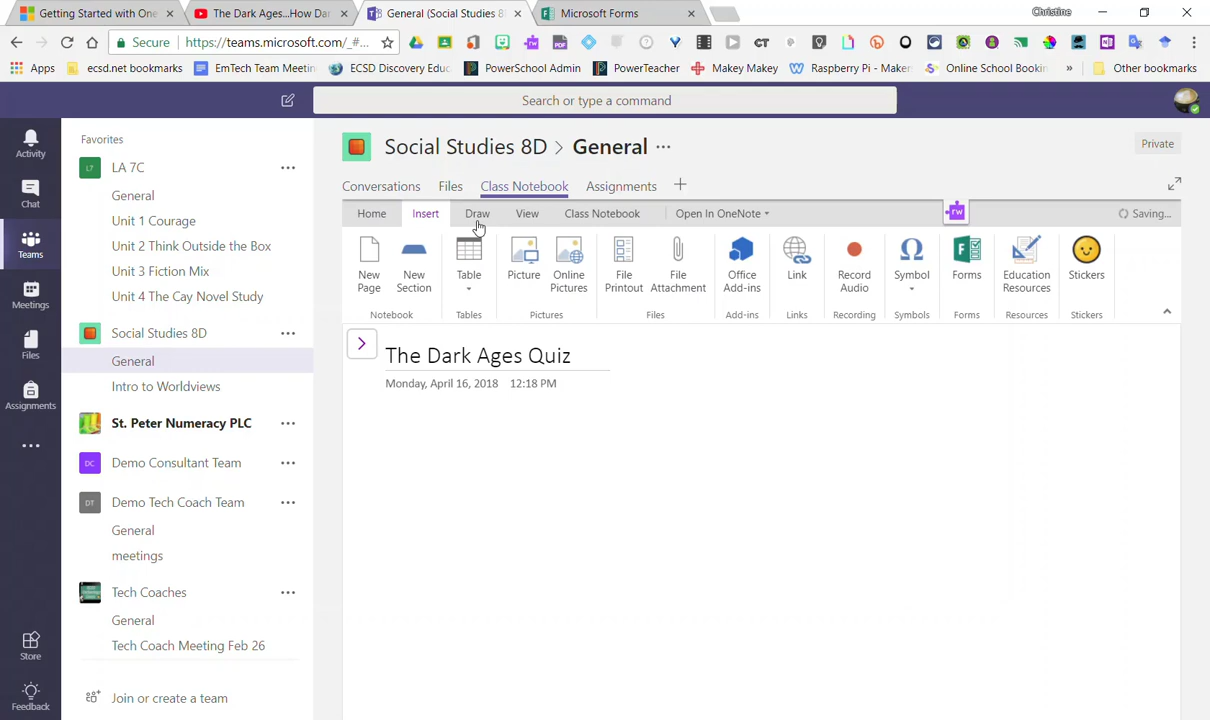 Getting Started with One
The Dark Ages...How Dar
General (Social Studies 8
Microsoft Forms
Christine
Secure
https://teams.microsoft.com/_#...
Apps
ecsd.net bookmarks
EmTech Team Meetin
ECSD Discovery Educ
PowerSchool Admin
PowerTeacher
Makey Makey
Raspberry Pi - Maker
Online School Bookin
»
Other bookmarks
Search or type a command
Activity
Chat
Teams
Meetings
Files
Assignments
Store
Feedback
Favorites
L7
LA 7C
General
Unit 1 Courage
Unit 2 Think Outside the Box
Unit 3 Fiction Mix
Unit 4 The Cay Novel Study
Social Studies 8D
General
Intro to Worldviews
St. Peter Numeracy PLC
DC
Demo Consultant Team
DT
Demo Tech Coach Team
General
meetings
Tech Coaches
General
Tech Coach Meeting Feb 26
Join or create a team
Social Studies 8D > General ...
Private
Conversations
Files
Class Notebook
Assignments
Home
Insert
Draw
View
Class Notebook
Open In OneNote
rw
Saving...
New Page
New Section
Table
Picture
Online Pictures
File Printout
File Attachment
Office Add-ins
Link
Record Audio
Symbol
Forms
Education Resources
Stickers
Notebook
Tables
Pictures
Files
Add-ins
Links
Recording
Symbols
Forms
Resources
Stickers
The Dark Ages Quiz
Monday, April 16, 2018 12:18 PM